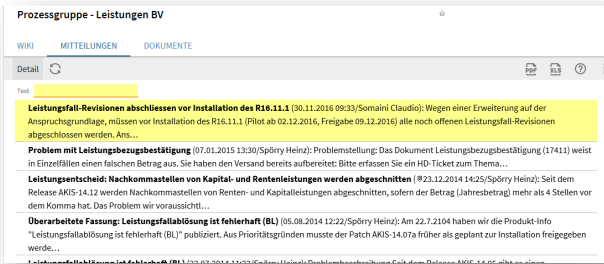 Prozessgruppe - Leistungen BV
WIKI MITTEILUNGEN DOKUMENTE
Detail PDF XLS ?
Text
Leistungsfall-Revisionen abschliessen vor Installation des R16.11.1 (30.11.2016 09:33/Somaini Claudio): Wegen einer Erweiterung auf der
Anspruchsgrundlage, müssen vor Installation des R16.11.1 (Pilot ab 02.12.2016, Freigabe 09.12.2016) alle noch offenen Leistungsfall-Revisionen
abgeschlossen werden. Ans...
Problem mit Leistungsbezugsbestätigung (07.01.2015 13:30/Spörry Heinz): Problemstellung: Das Dokument Leistungsbezugsbestätigung (17411) weist
in Einzelfällen einen falschen Betrag aus. Sie haben den Versand bereits aufbereitet: Bitte erfassen Sie ein HD-Ticket zum Thema...
Leistungsentscheid: Nachkommastellen von Kapital- und Rentenleistungen werden abgeschnitten (23.12.2014 14:25/Spörry Heinz): Seit dem
Release AKIS-14.12 werden Nachkommastellen von Renten- und Kapitalleistungen abgeschnitten, sofern der Betrag (Jahresbetrag) mehr als 4 Stellen vor
dem Komma hat. Das Problem wir voraussichtl...
Überarbeitete Fassung: Leistungsfallablösung ist fehlerhaft (BL) (05.08.2014 12:22/Spörry Heinz): Am 22.7.2104 haben wir die Produkt-Info
"Leistungsfallablösung ist fehlerhaft (BL)" publiziert. Aus Prioritätsgründen musste der Patch AKIS-14.07a früher als geplant zur Installation freigegeben
werde...